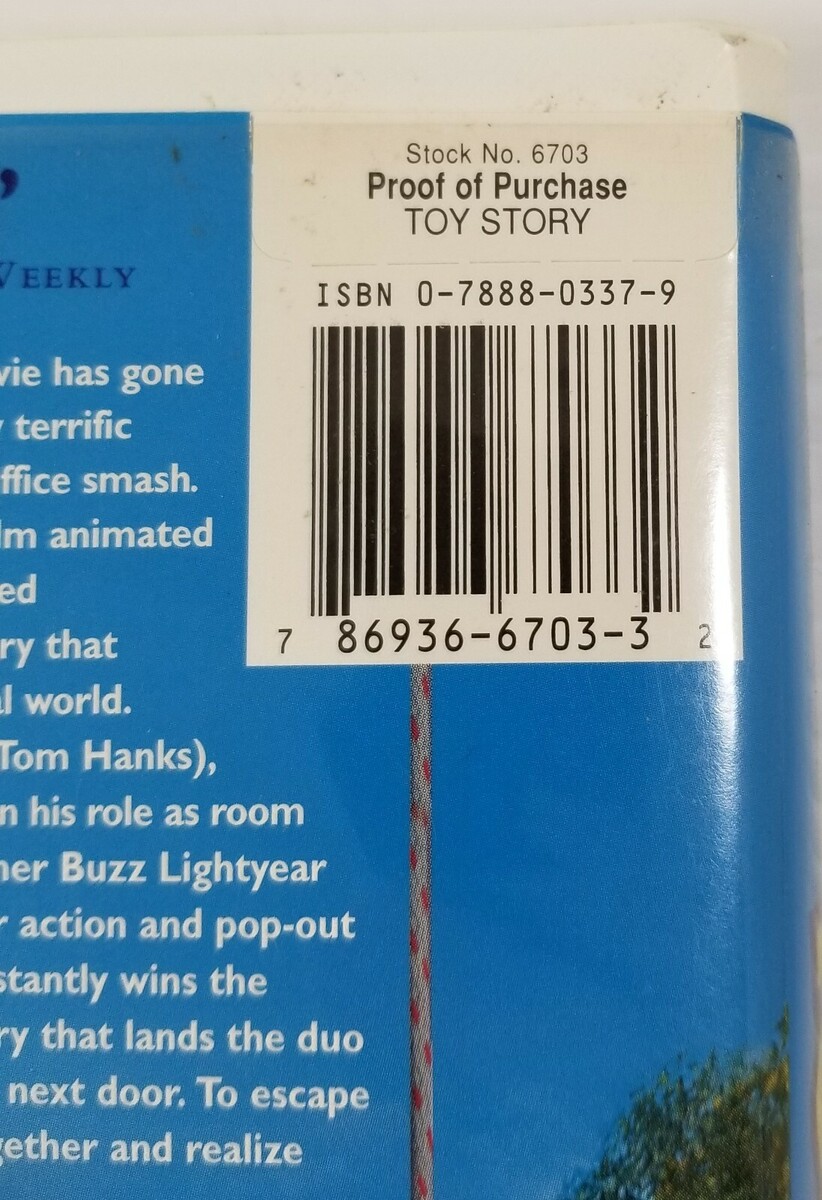 Stock No. 6703
Proof of Purchase
TOY STORY
ISBN 0-7888-0337-9
7 86936-6703-3 2
’
WEEKLY
vie has gone
terrific
ffice smash.
lm animated
ed
ry that
l world.
Tom Hanks),
n his role as room
ner Buzz Lightyear
r action and pop-out
stantly wins the
ry that lands the duo
next door. To escape
gether and realize